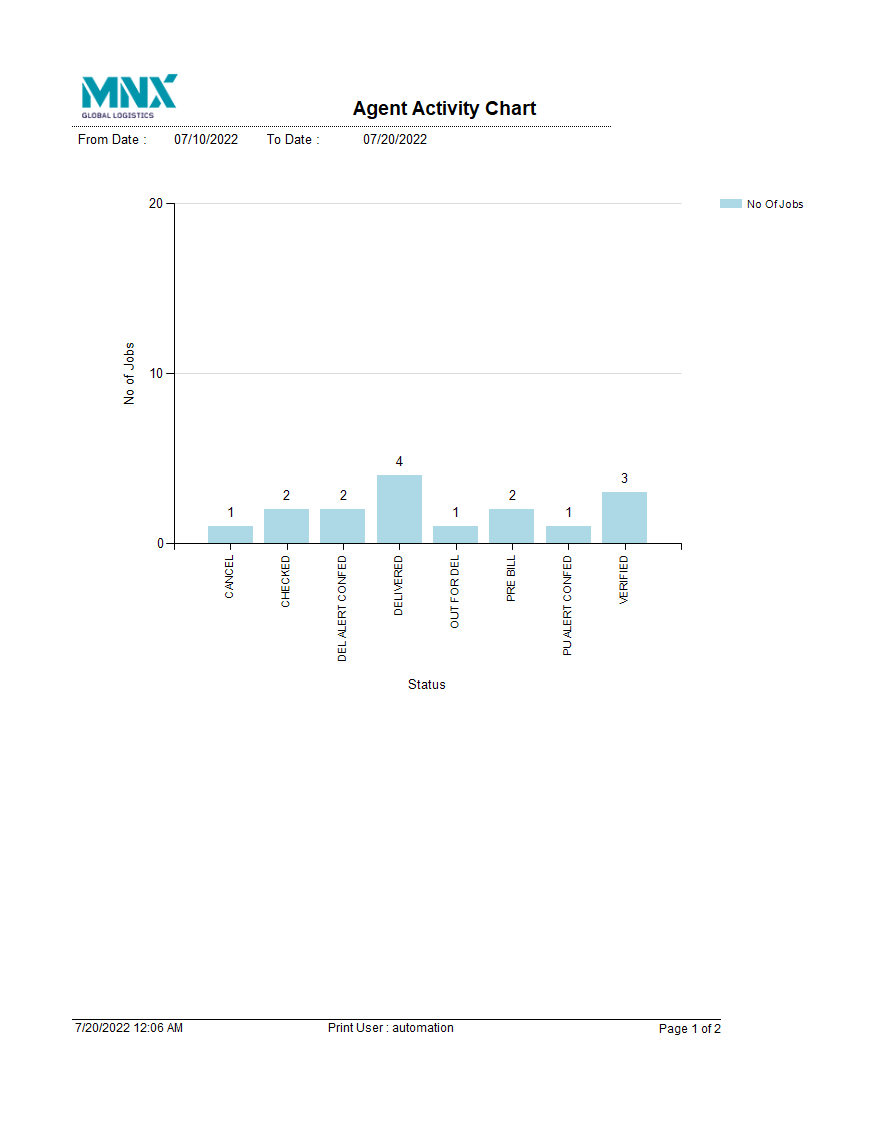 MNX
GLOBAL LOGISTICS
Agent Activity Chart
From Date : 07/10/2022 To Date : 07/20/2022
20
No Of Jobs
No of Jobs
10
4
3
2
2
2
1
1
1
0
CANCEL
CHECKED
DEL ALERT CONFED
DELIVERED
OUT FOR DEL
PRE BILL
PU ALERT CONFED
VERIFIED
Status
7/20/2022 12:06 AM Print User : automation Page 1 of 2